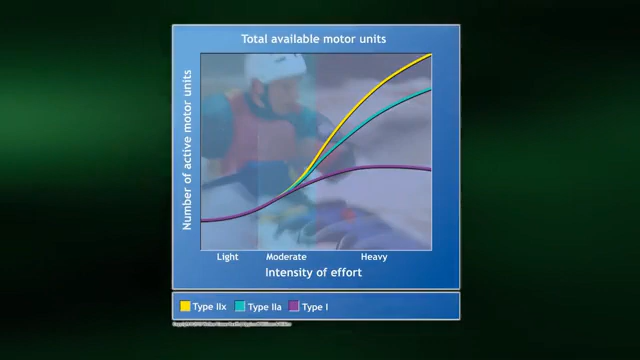 Total available motor units
Number of active motor units
Light Moderate Heavy
Intensity of effort
Type IIx Type IIa Type I